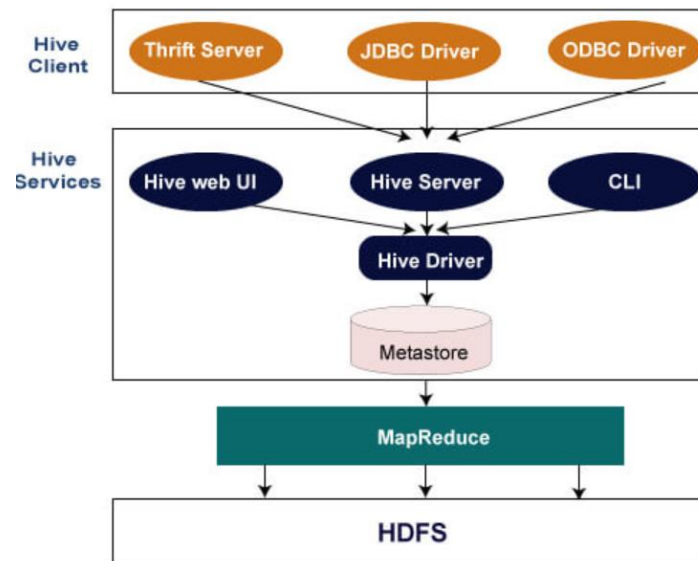 Hive
Client
Thrift Server
JDBC Driver
ODBC Driver
Hive
Services
Hive web UI
Hive Server
CLI
Hive Driver
Metastore
MapReduce
HDFS